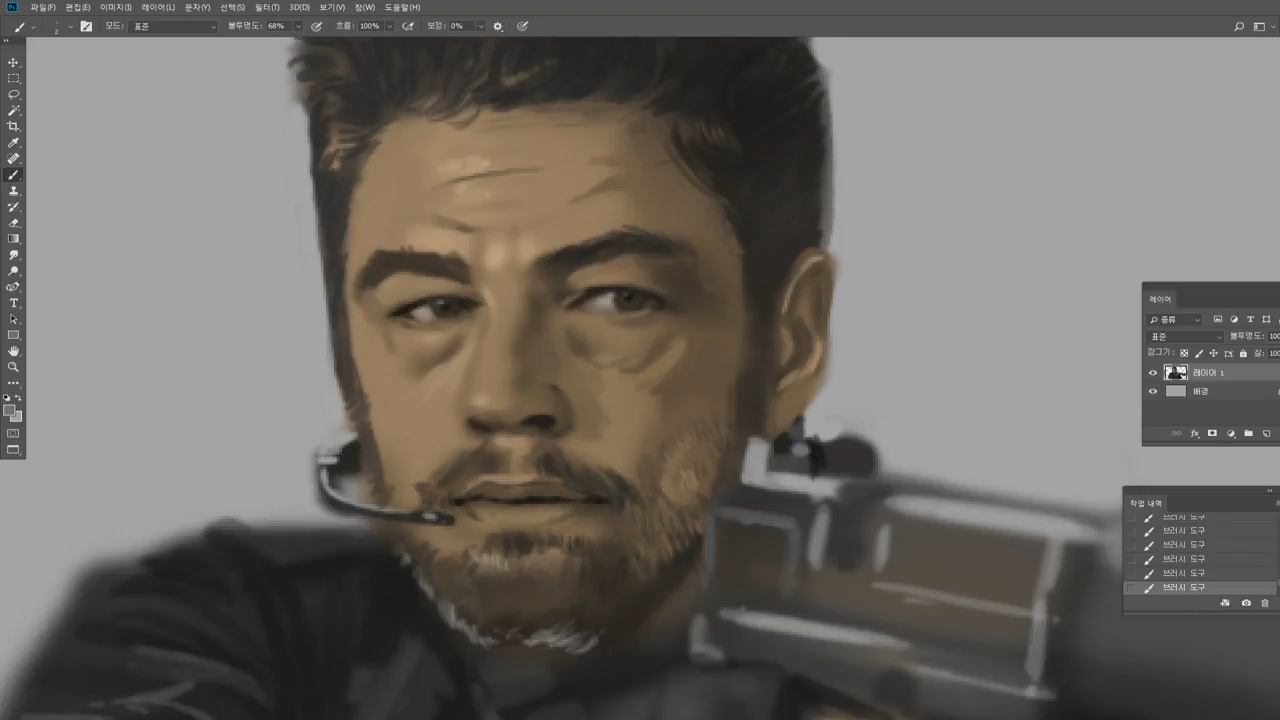 Ps 파일(F) 편집(E) 이미지(I) 레이어(L) 문자(Y) 선택(S) 필터(T) 3D(D) 보기(V) 창(W) 도움말(H)
2 모드: 표준 불투명도: 68% 흐름: 100% 보정: 0%
레이어
종류
표준 불투명도: 100
잠그기: 칠: 100
레이어 1
배경
작업 내역
브러시 도구
브러시 도구
브러시 도구
브러시 도구
브러시 도구
브러시 도구